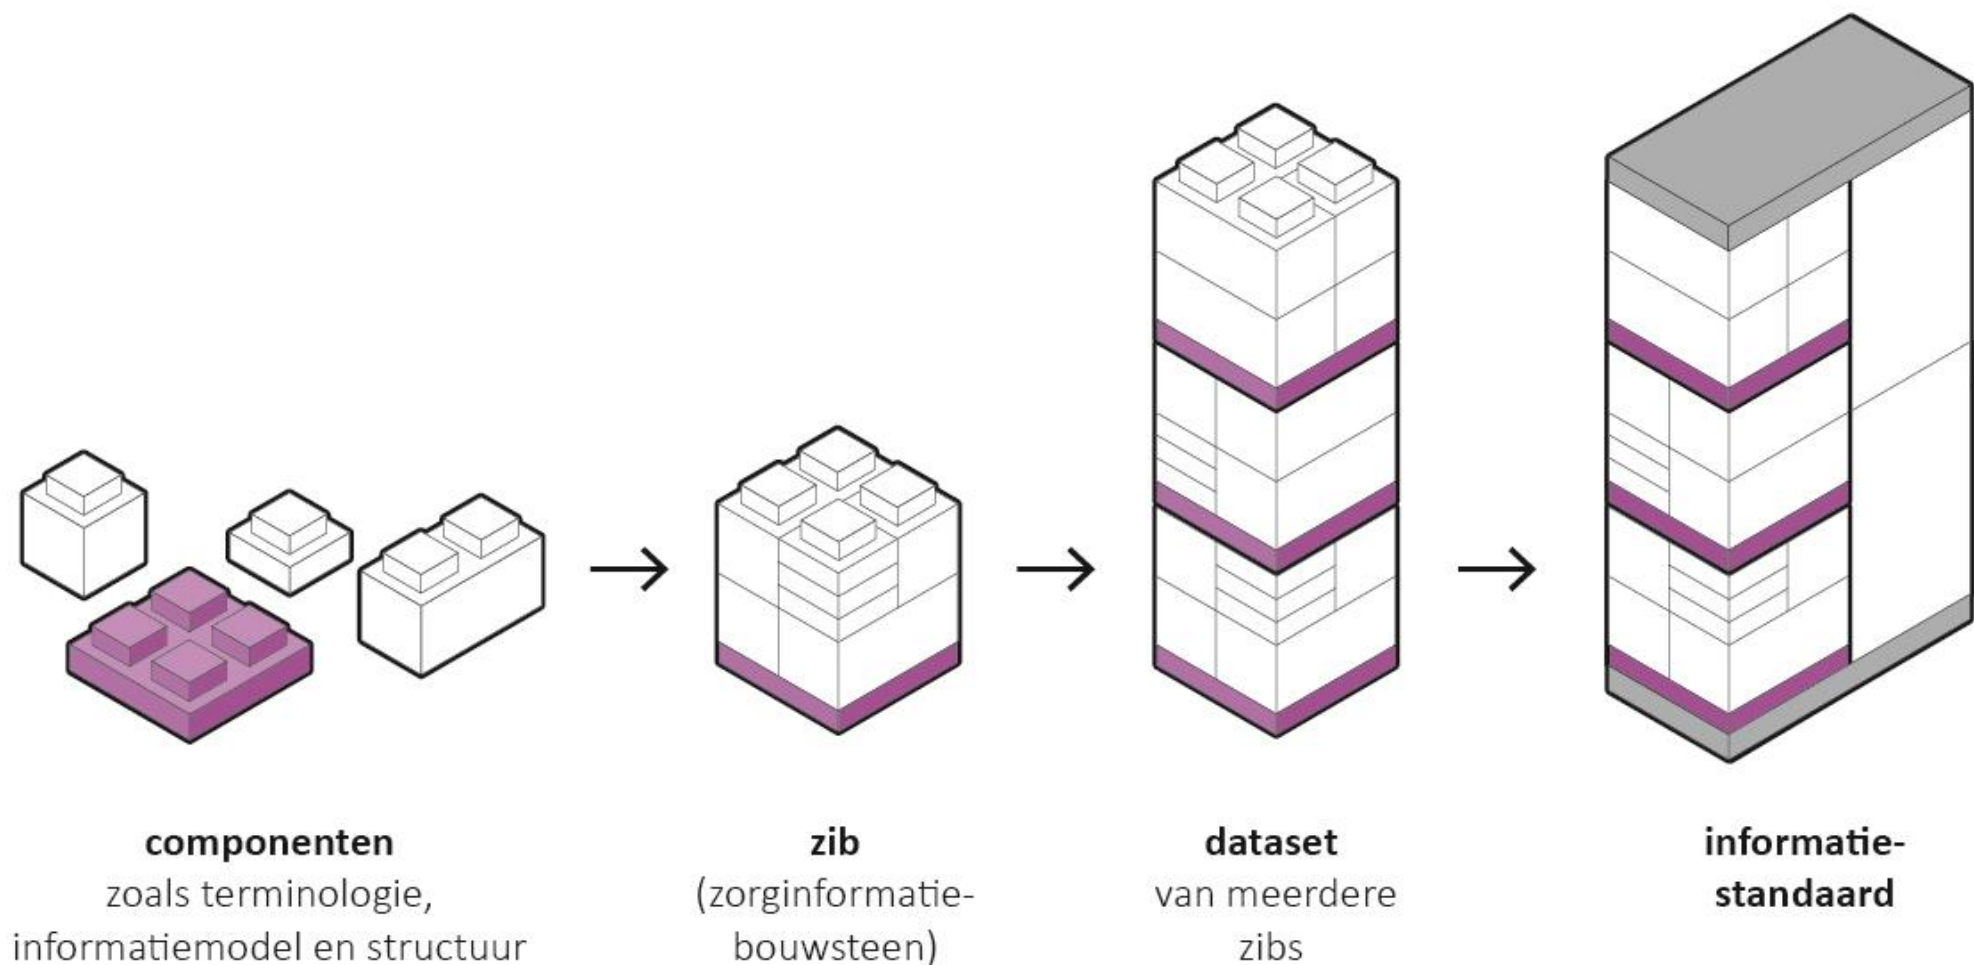 componenten
zoals terminologie,
informatiemodel en structuur
zib
(zorginformatie-
bouwsteen)
dataset
van meerdere
zibs
informatie-
standaard